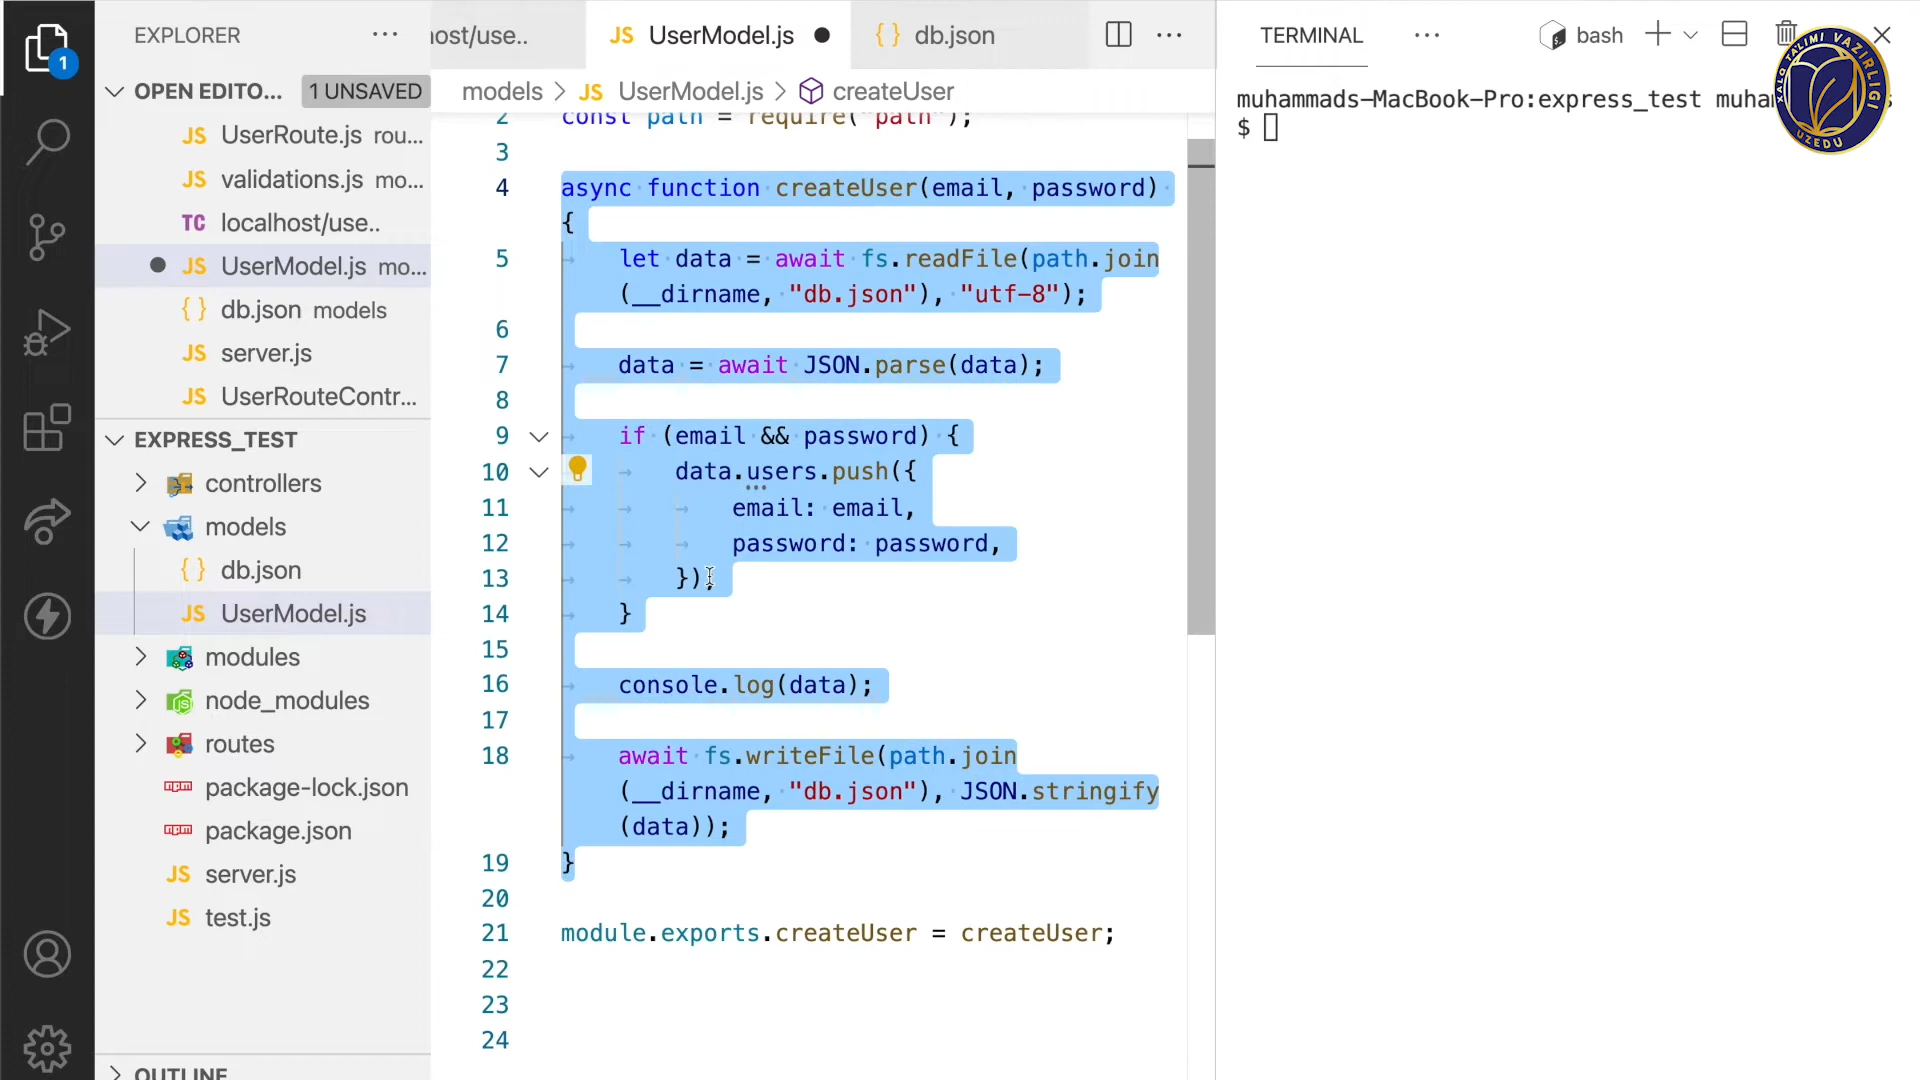 EXPLORER
ost/use..
JS UserModel.js
{ } db.json
TERMINAL
bash
1
OPEN EDITO...
1 UNSAVED
models > JS UserModel.js > createUser
JS UserRoute.js rou...
JS validations.js mo...
TC localhost/use..
JS UserModel.js mo...
{ } db.json models
JS server.js
JS UserRouteContr...
EXPRESS_TEST
controllers
models
{ } db.json
JS UserModel.js
modules
node_modules
routes
package-lock.json
package.json
JS server.js
JS test.js
OUTLINE
2 const path = require("path");
3
4 async function createUser(email, password)
{
5 let data = await fs.readFile(path.join
(__dirname, "db.json"), "utf-8");
6
7 data = await JSON.parse(data);
8
9 if (email && password) {
10 data.users.push({
11 email: email,
12 password: password,
13 });
14 }
15
16 console.log(data);
17
18 await fs.writeFile(path.join
(__dirname, "db.json"), JSON.stringify
(data));
19 }
20
21 module.exports.createUser = createUser;
22
23
24
muhammads-MacBook-Pro:express_test
$
XALQ TA'LIMI VAZIRLIGI
UZEDU